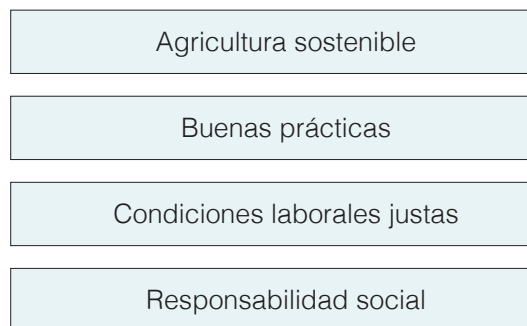 Agricultura sostenible
Buenas prácticas
Condiciones laborales justas
Responsabilidad social